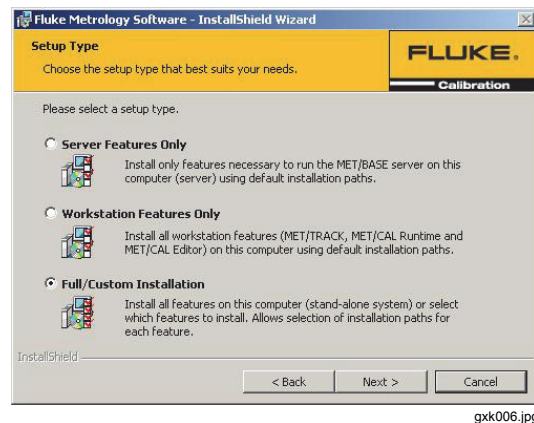 Fluke Metrology Software - InstallShield Wizard
Setup Type
Choose the setup type that best suits your needs.
FLUKE®
Calibration
Please select a setup type.
Server Features Only
Install only features necessary to run the MET/BASE server on this
computer (server) using default installation paths.
Workstation Features Only
Install all workstation features (MET/TRACK, MET/CAL Runtime and
MET/CAL Editor) on this computer using default installation paths.
Full/Custom Installation
Install all features on this computer (stand-alone system) or select
which features to install. Allows selection of installation paths for
each feature.
InstallShield
< Back
Next >
Cancel
gxk006.jpg